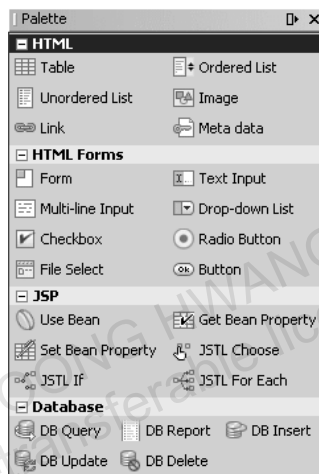 Palette
HTML
Table Ordered List
Unordered List Image
Link Meta data
HTML Forms
Form Text Input
Multi-line Input Drop-down List
Checkbox Radio Button
File Select Button
JSP
Use Bean Get Bean Property
Set Bean Property JSTL Choose
JSTL If JSTL For Each
Database
DB Query DB Report DB Insert
DB Update DB Delete